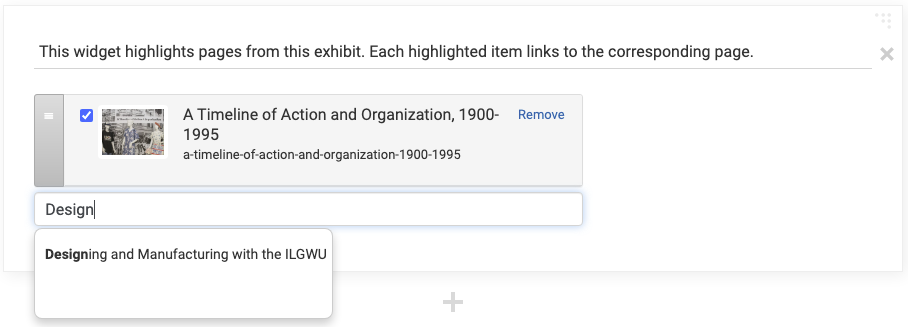 This widget highlights pages from this exhibit. Each highlighted item links to the corresponding page.
A Timeline of Action and Organization, 1900-
1995
Remove
a-timeline-of-action-and-organization-1900-1995
Design
Designing and Manufacturing with the ILGWU